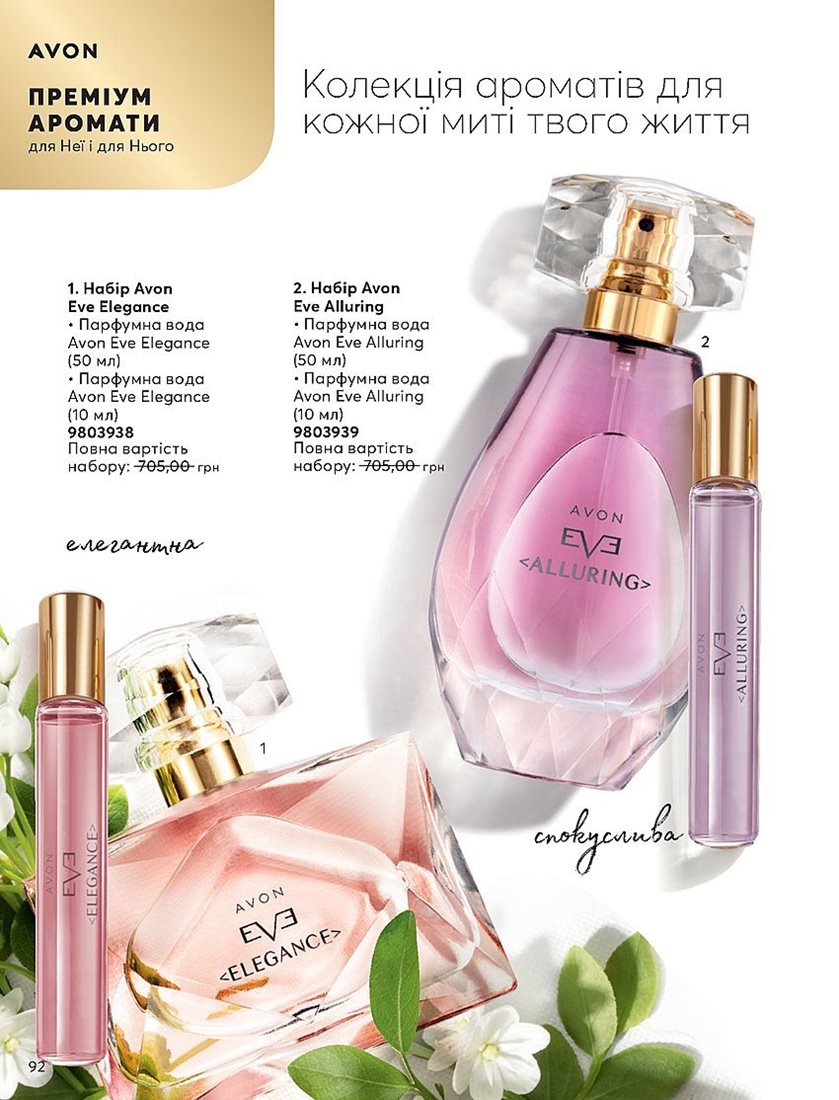 AVON
ПРЕМІУМ
АРОМАТИ
для Неї і для Нього
Колекція ароматів для
кожної миті твого життя
1. Набір Avon
Eve Elegance
• Парфумна вода
Avon Eve Elegance
(50 мл)
• Парфумна вода
Avon Eve Elegance
(10 мл)
9803938
Повна вартість
набору: 705,00 грн
2. Набір Avon
Eve Alluring
• Парфумна вода
Avon Eve Alluring
(50 мл)
• Парфумна вода
Avon Eve Alluring
(10 мл)
9803939
Повна вартість
набору: 705,00 грн
2
AVON
EVE
<ALLURING>
AVON
EVE
<ALLURING>
спокуслива
елегантна
1
AVON
EVE
<ELEGANCE>
AVON
EVE
<ELEGANCE>
92